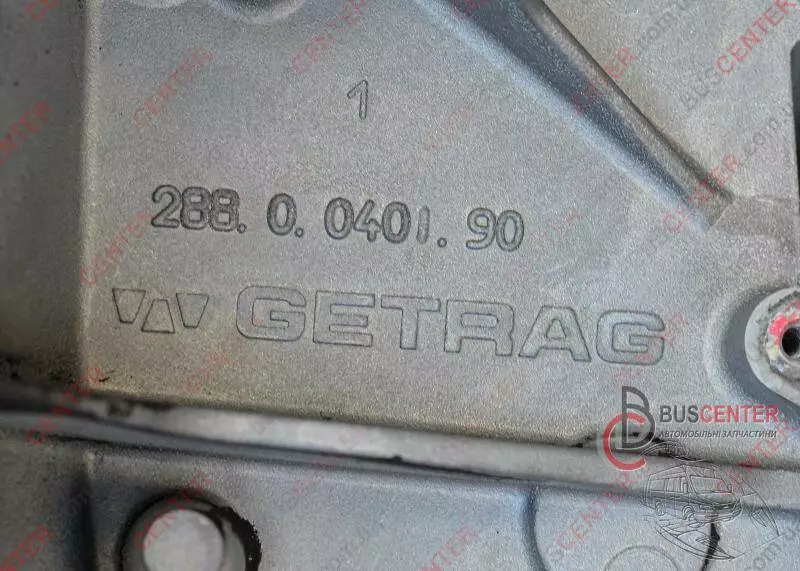 1
288.0.0401.90
GETRAG
BUSCENTER
АВТОМОБІЛЬНІ ЗАПЧАСТИНИ